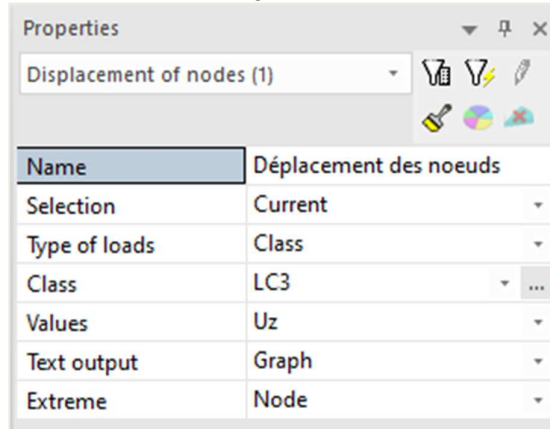 Properties
Displacement of nodes (1)
Name Déplacement des noeuds
Selection Current
Type of loads Class
Class LC3 ...
Values Uz
Text output Graph
Extreme Node